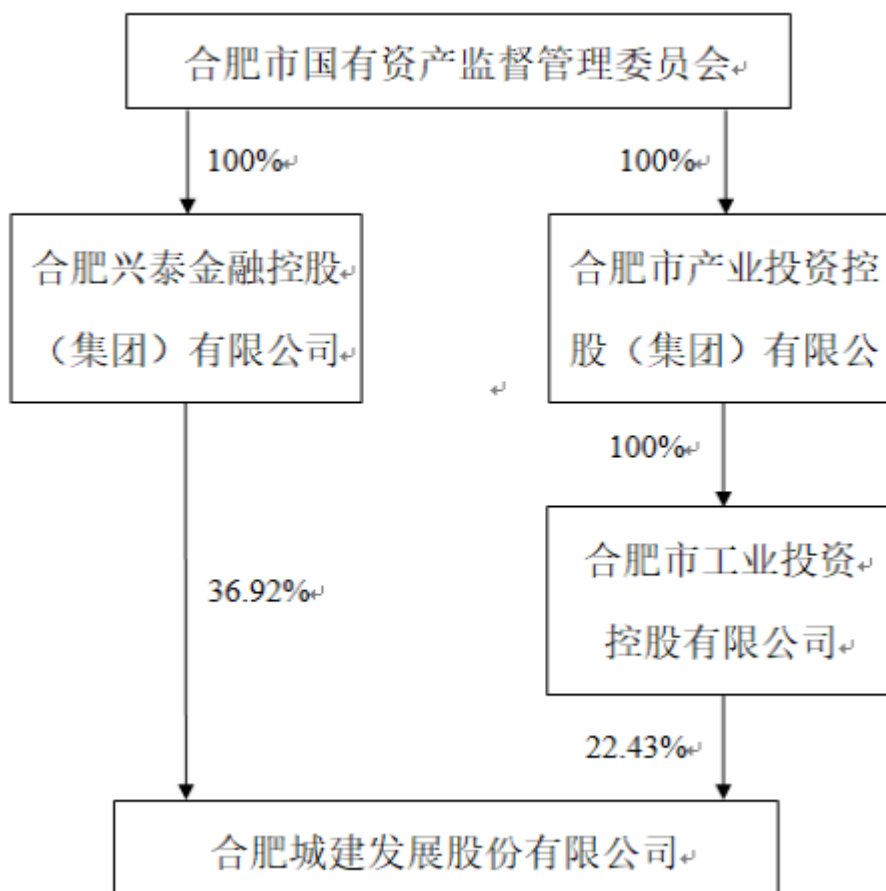 合肥市国有资产监督管理委员会
100%
100%
合肥兴泰金融控股
（集团）有限公司
合肥市产业投资控
股（集团）有限公
100%
合肥市工业投资
控股有限公司
36.92%
22.43%
合肥城建发展股份有限公司